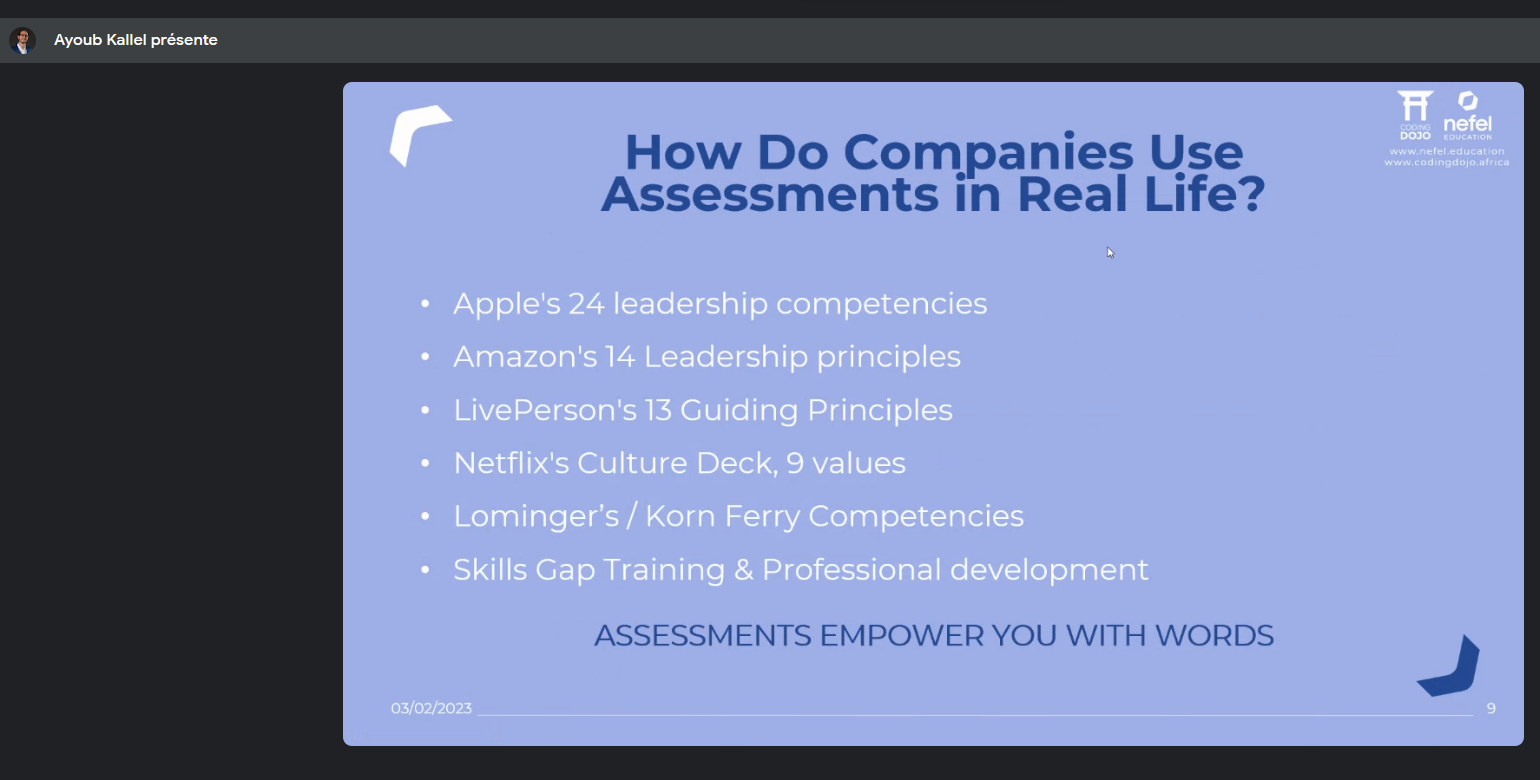 Ayoub Kallel présente
CODING
DOJO
nefel
EDUCATION
www.nefel.education
www.codingdojo.africa
How Do Companies Use
Assessments in Real Life?
• Apple's 24 leadership competencies
• Amazon's 14 Leadership principles
• LivePerson's 13 Guiding Principles
• Netflix's Culture Deck, 9 values
• Lominger’s / Korn Ferry Competencies
• Skills Gap Training & Professional development
ASSESSMENTS EMPOWER YOU WITH WORDS
03/02/2023
9